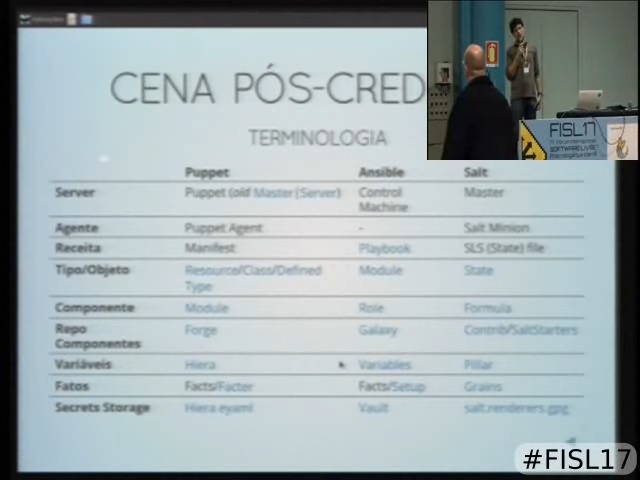 CENA PÓS-CRED
TERMINOLOGIA
Puppet Ansible Salt
Server Puppet (old Master|Server) Control Machine Master
Agente Puppet Agent - Salt Minion
Receita Manifest Playbook SLS (State) file
Tipo/Objeto Resource/Class/Defined Type Module State
Componente Module Role Formula
Repo Componentes Forge Galaxy Contrib/SaltStarters
Variáveis Hiera Variables Pillar
Fatos Facts/Facter Facts/Setup Grains
Secrets Storage Hiera eyaml Vault salt.renderers.gpg
FISL17
#FISL17